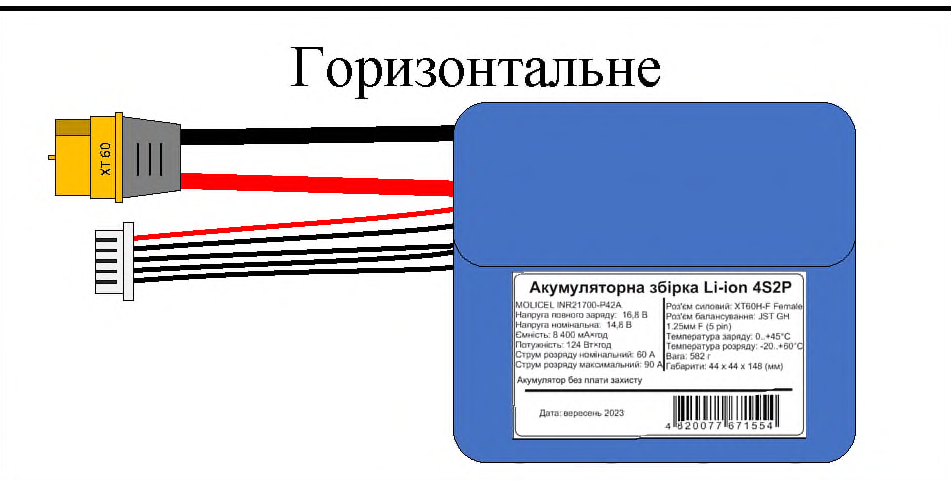 Горизонтальне
XT 60
Акумуляторна збірка Li-ion 4S2P
MOLICEL INR21700-P42A
Напруга повного заряду: 16,8 В
Напруга номінальна: 14,8 В
Ємність: 8 400 мА×год
Потужність: 124 Вт×год
Струм розряду номінальний: 60 А
Струм розряду максимальний: 90 А
Роз'єм силовий: XT60H-F Female
Роз'єм балансування: JST GH
1.25мм F (5 pin)
Температура заряду: 0..+45°C
Температура розряду: -20..+60°C
Вага: 582 г
Габарити: 44 x 44 x 148 (мм)
Акумулятор без плати захисту
Дата: вересень 2023
4 820077 671554